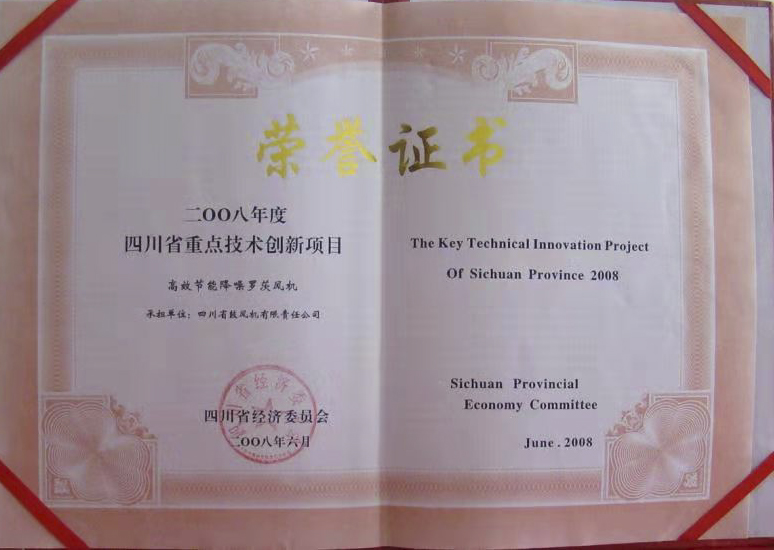 荣誉证书
二OO八年度
四川省重点技术创新项目
高效节能降噪罗茨风机
承担单位：四川省鼓风机有限责任公司
四川省经济委员会
二OO八年六月
The Key Technical Innovation Project
Of Sichuan Province 2008
Sichuan Provincial
Economy Committee
June . 2008